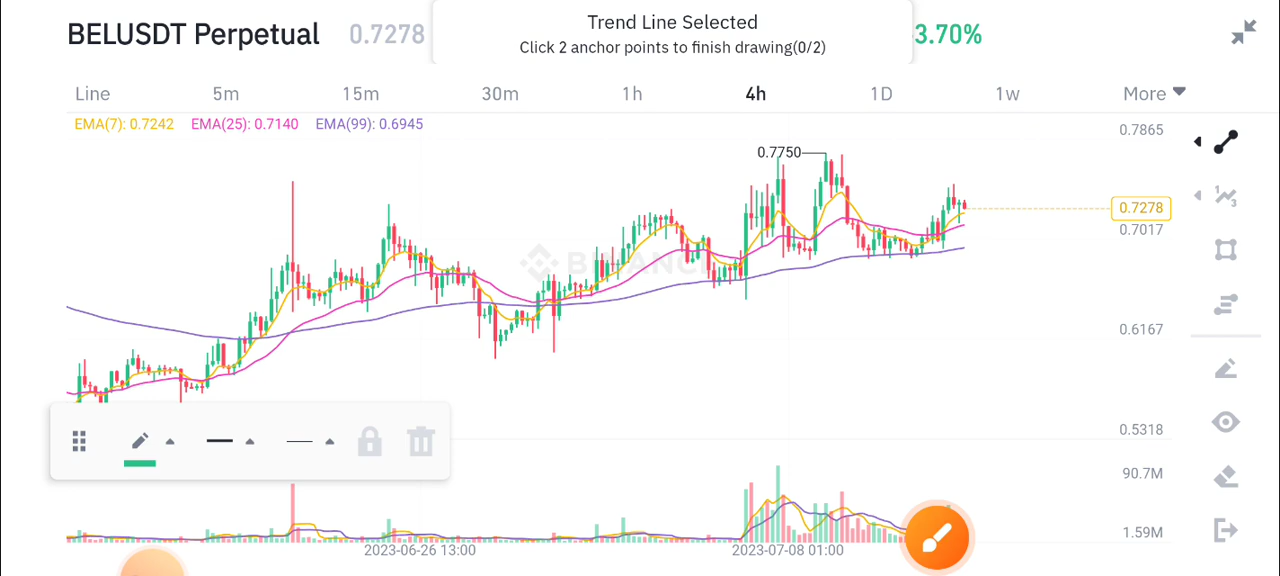 BELUSDT Perpetual 0.7278 3.70%
Trend Line Selected
Click 2 anchor points to finish drawing(0/2)
Line 5m 15m 30m 1h 4h 1D 1w More
EMA(7): 0.7242 EMA(25): 0.7140 EMA(99): 0.6945
0.7865
0.7750
0.7278
0.7017
BINANCE
0.6167
0.5318
90.7M
1.59M
2023-06-26 13:00 2023-07-08 01:00